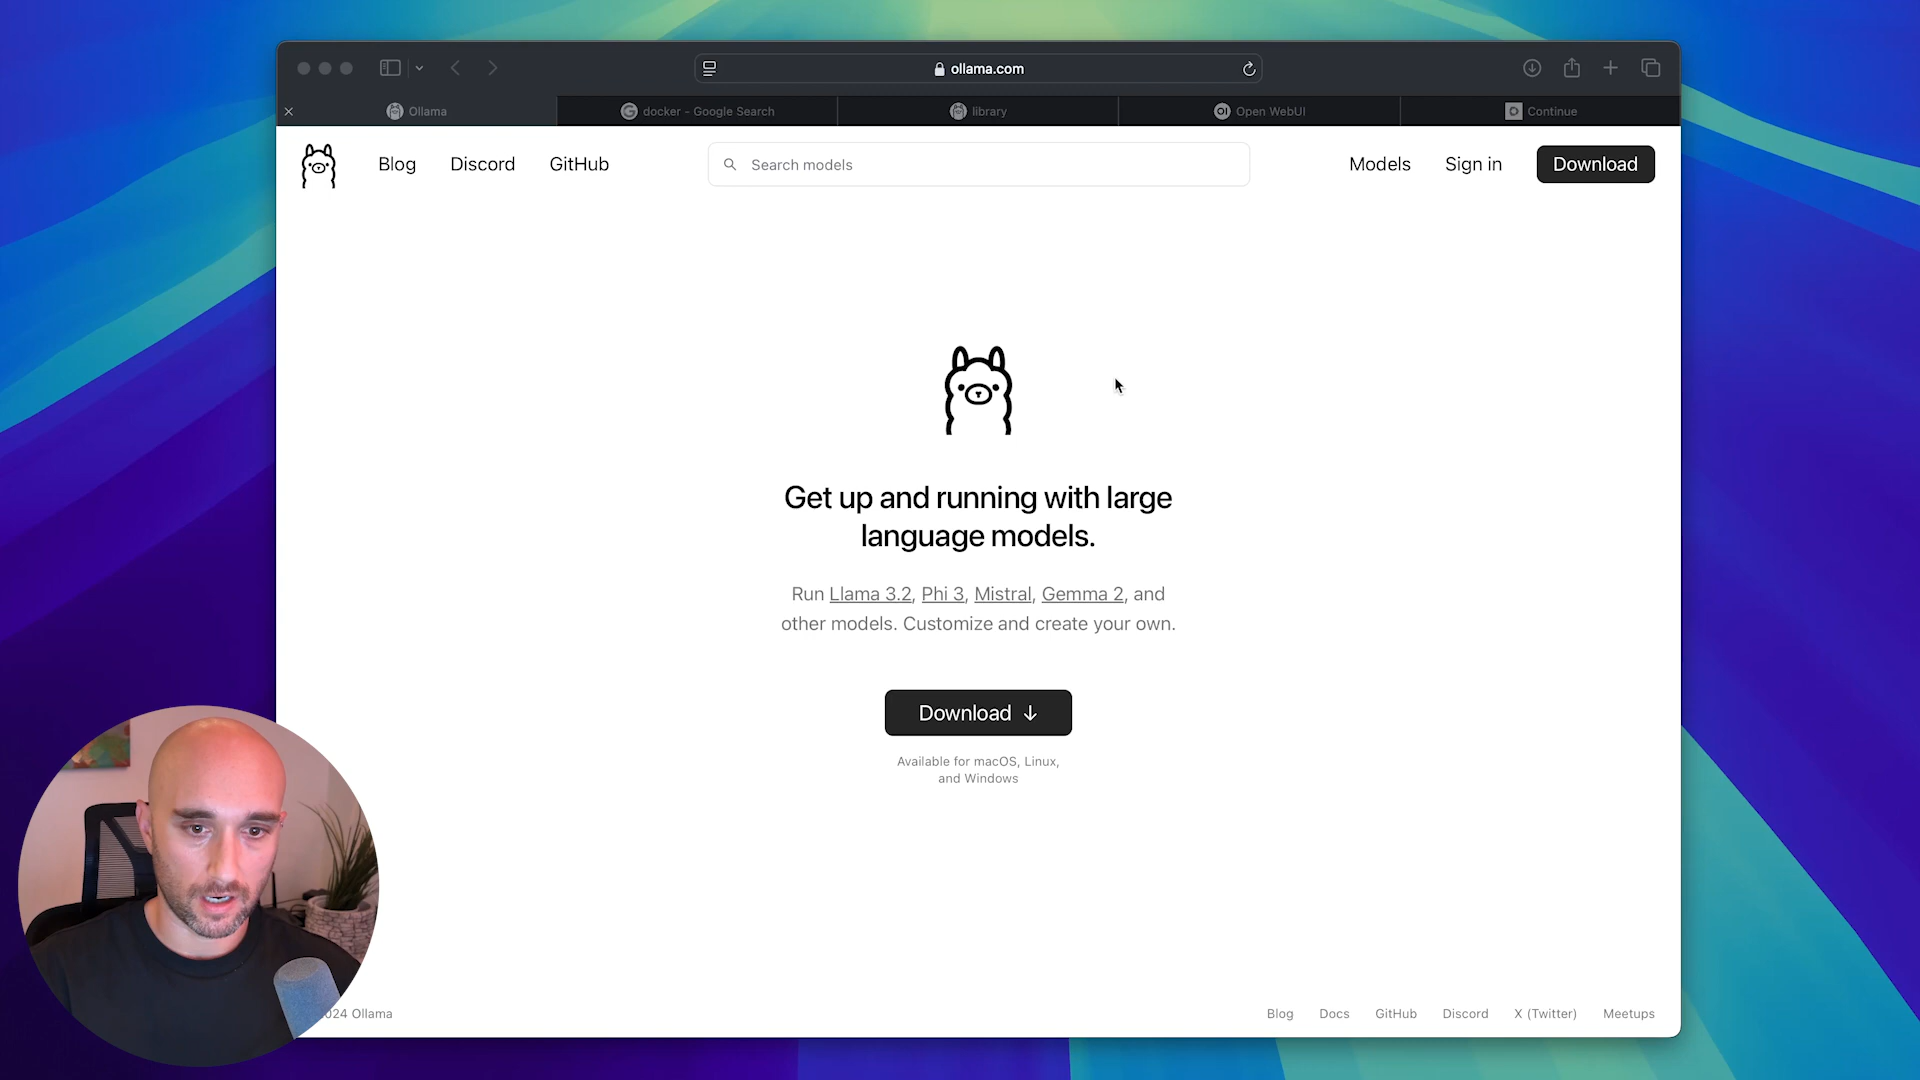 ollama.com
Ollama
docker - Google Search
library
OI
Open WebUI
Continue
Blog
Discord
GitHub
Search models
Models
Sign in
Download
Get up and running with large
language models.
Run Llama 3.2, Phi 3, Mistral, Gemma 2, and
other models. Customize and create your own.
Download ↓
Available for macOS, Linux,
and Windows
024 Ollama
Blog
Docs
GitHub
Discord
X (Twitter)
Meetups